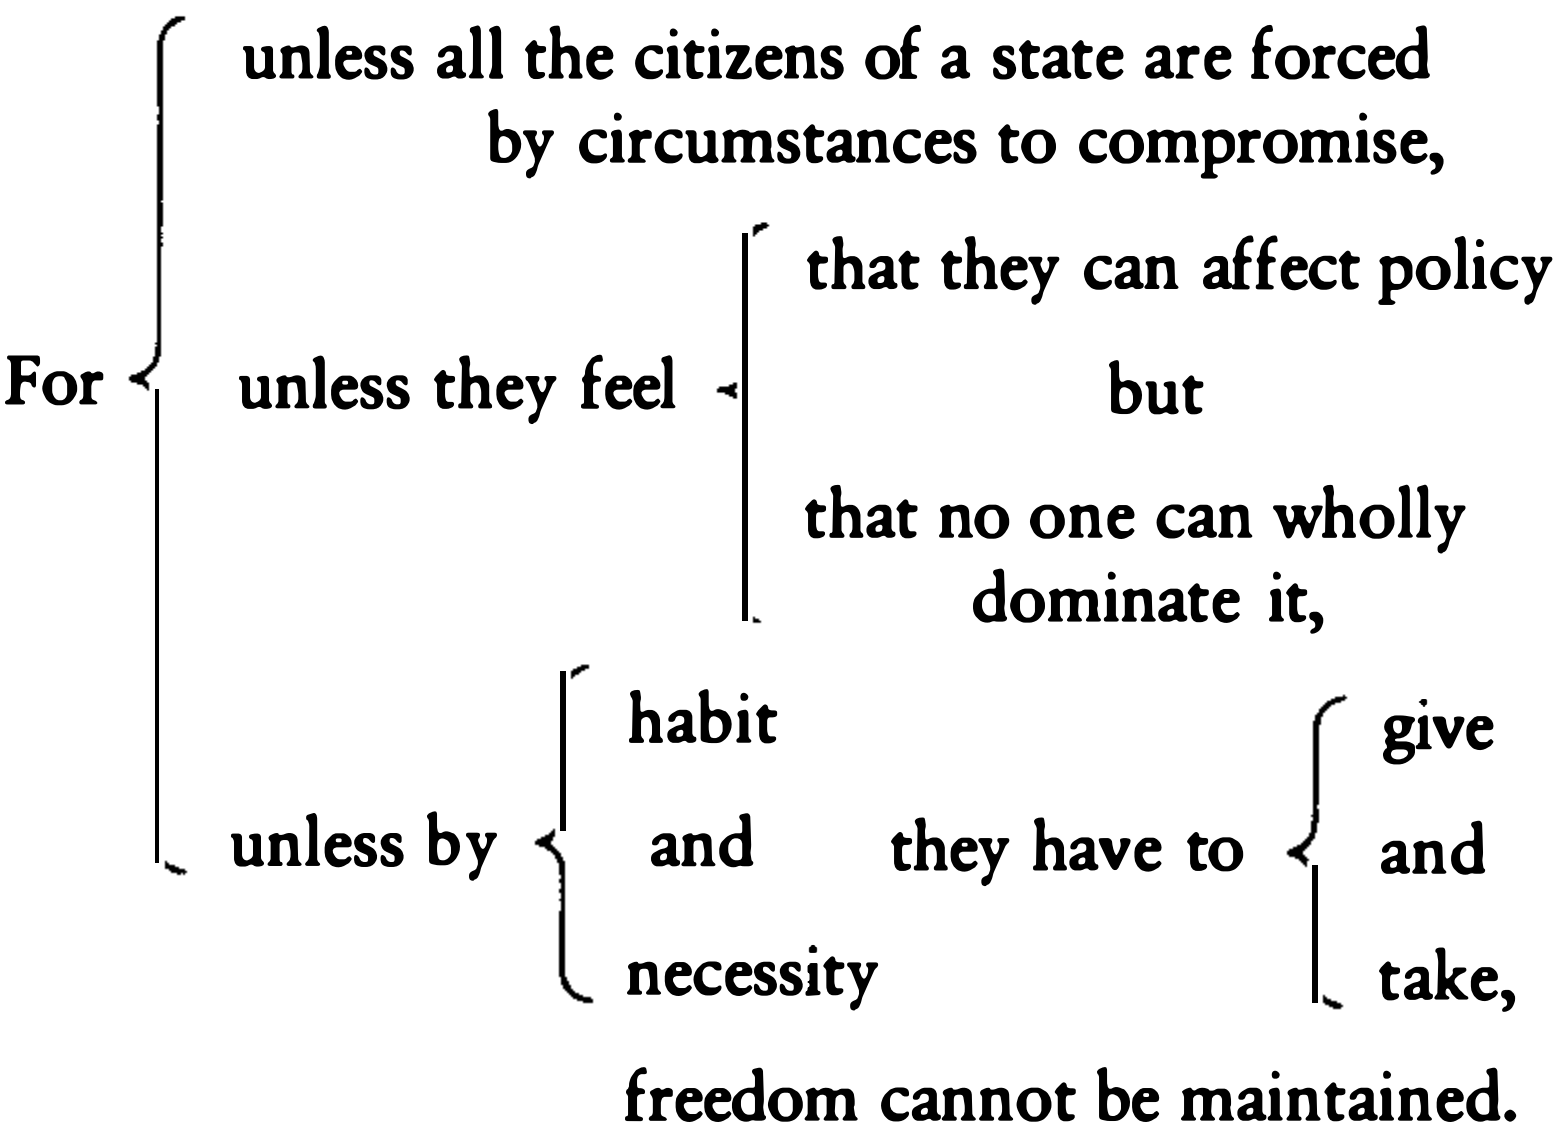 unless all the citizens of a state are forced
by circumstances to compromise,
that they can affect policy
For
unless they feel
but
that no one can wholly
dominate it,
habit
give
unless by
and
they have to
and
necessity
take,
freedom cannot be maintained.